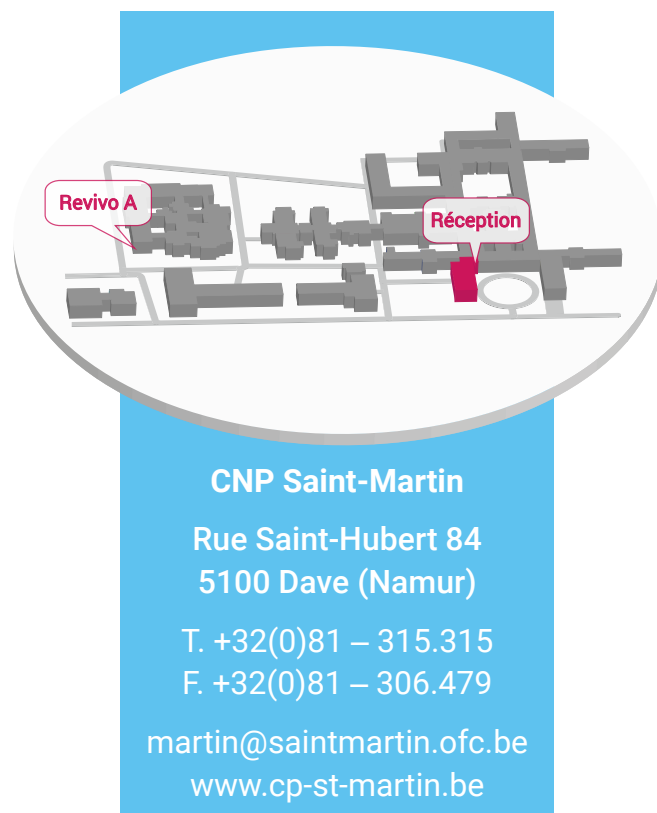 Revivo A
Réception
CNP Saint-Martin
Rue Saint-Hubert 84
5100 Dave (Namur)
T. +32(0)81 – 315.315
F. +32(0)81 – 306.479
martin@saintmartin.ofc.be
www.cp-st-martin.be